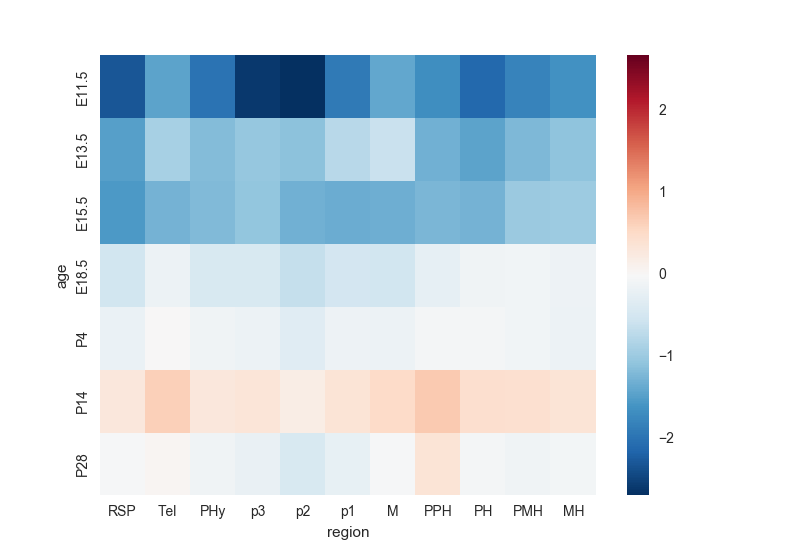 E11.5
E13.5
E15.5
E18.5
P4
P14
P28
age
RSP Tel PHy p3 p2 p1 M PPH PH PMH MH
region
2
1
0
−1
−2